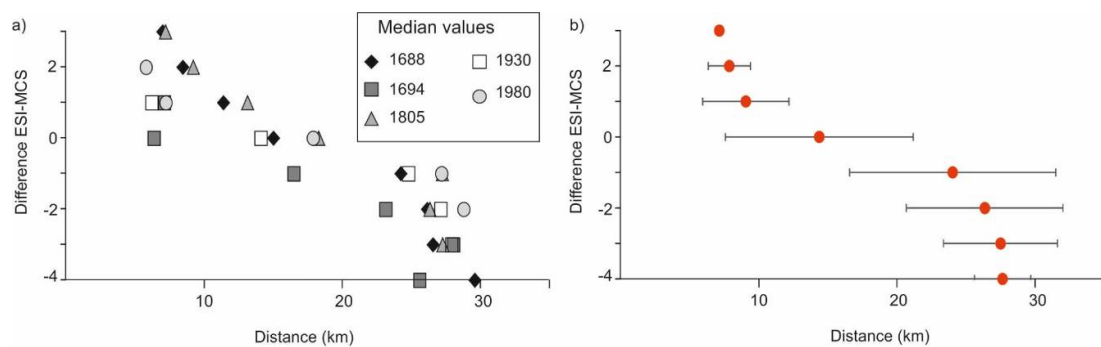 a)
Difference ESI-MCS
2
0
-2
-4
10
20
30
Distance (km)
Median values
1688
1694
1805
1930
1980
b)
Difference ESI-MCS
2
0
-2
-4
10
20
30
Distance (km)